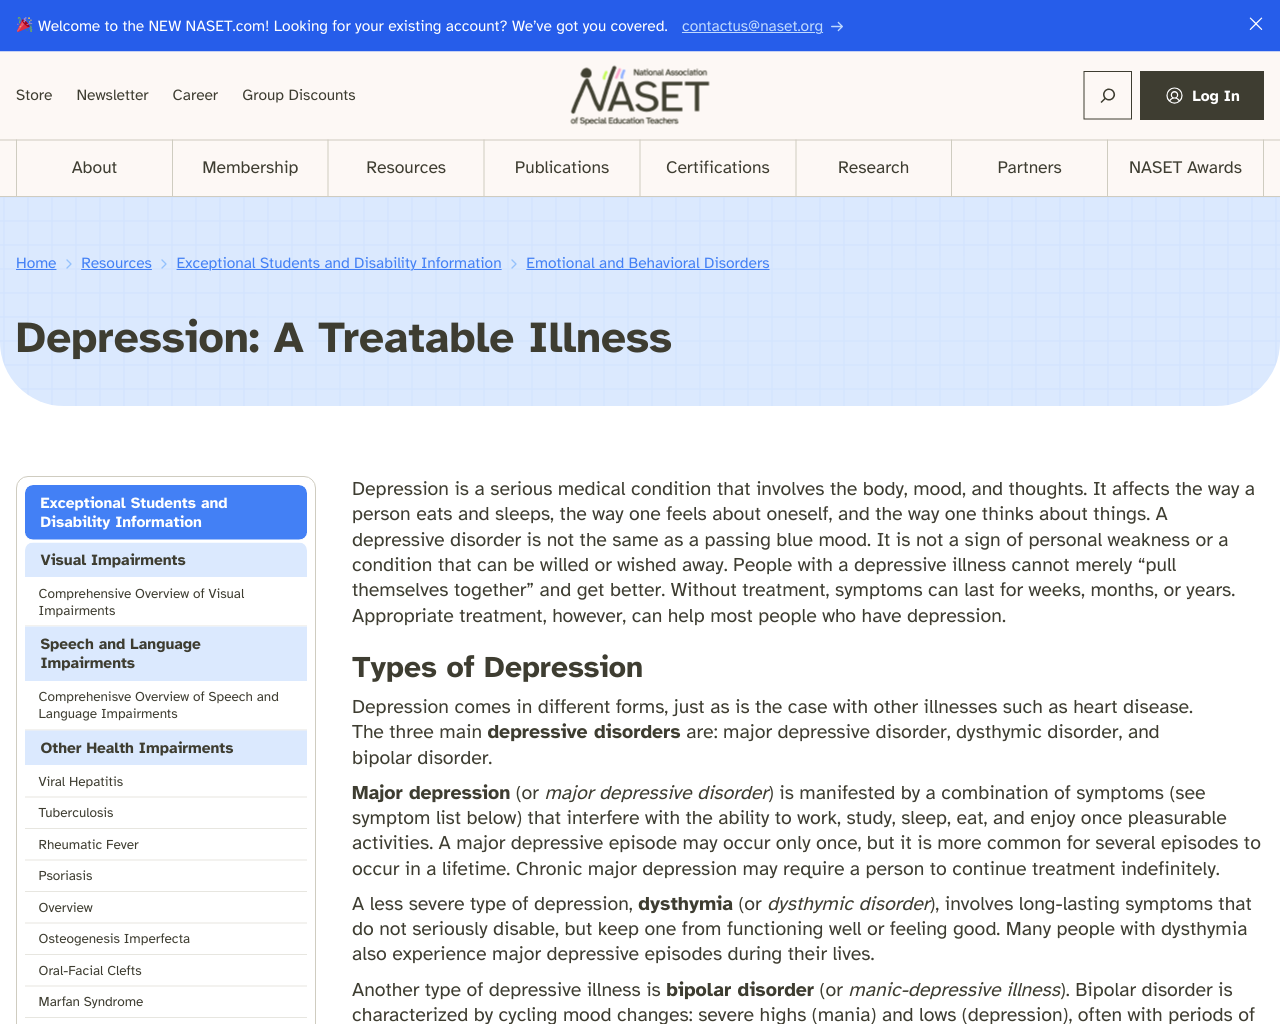 🎉 Welcome to the NEW NASET.com! Looking for your existing account? We’ve got you covered. contactus@naset.org →
Store Newsletter Career Group Discounts
National Association
NASET
of Special Education Teachers
Log In
About Membership Resources Publications Certifications Research Partners NASET Awards
Home Resources Exceptional Students and Disability Information Emotional and Behavioral Disorders
Depression: A Treatable Illness
Exceptional Students and
Disability Information
Visual Impairments
Comprehensive Overview of Visual
Impairments
Speech and Language
Impairments
Comprehenisve Overview of Speech and
Language Impairments
Other Health Impairments
Viral Hepatitis
Tuberculosis
Rheumatic Fever
Psoriasis
Overview
Osteogenesis Imperfecta
Oral-Facial Clefts
Marfan Syndrome
Depression is a serious medical condition that involves the body, mood, and thoughts. It affects the way a
person eats and sleeps, the way one feels about oneself, and the way one thinks about things. A
depressive disorder is not the same as a passing blue mood. It is not a sign of personal weakness or a
condition that can be willed or wished away. People with a depressive illness cannot merely “pull
themselves together” and get better. Without treatment, symptoms can last for weeks, months, or years.
Appropriate treatment, however, can help most people who have depression.
Types of Depression
Depression comes in different forms, just as is the case with other illnesses such as heart disease.
The three main depressive disorders are: major depressive disorder, dysthymic disorder, and
bipolar disorder.
Major depression (or major depressive disorder) is manifested by a combination of symptoms (see
symptom list below) that interfere with the ability to work, study, sleep, eat, and enjoy once pleasurable
activities. A major depressive episode may occur only once, but it is more common for several episodes to
occur in a lifetime. Chronic major depression may require a person to continue treatment indefinitely.
A less severe type of depression, dysthymia (or dysthymic disorder), involves long-lasting symptoms that
do not seriously disable, but keep one from functioning well or feeling good. Many people with dysthymia
also experience major depressive episodes during their lives.
Another type of depressive illness is bipolar disorder (or manic-depressive illness). Bipolar disorder is
characterized by cycling mood changes: severe highs (mania) and lows (depression), often with periods of